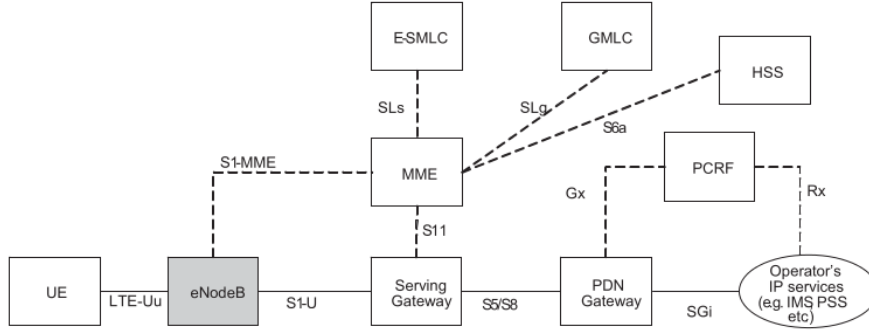 E-SMLC
GMLC
HSS
SLs
SLg
S6a
S1-MME
MME
PCRF
Gx
Rx
S11
UE
LTE-Uu
eNodeB
S1-U
Serving
Gateway
S5/S8
PDN
Gateway
SGi
Operator's
IP services
(e.g. IMS, PSS
etc)